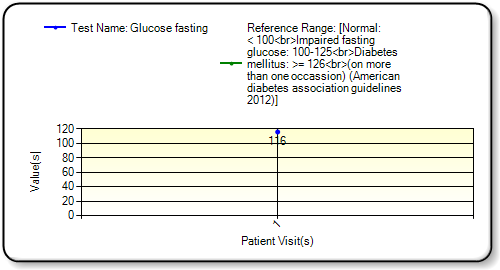 Test Name: Glucose fasting
Reference Range: [Normal:
< 100<br>Impaired fasting
glucose: 100-125<br>Diabetes
mellitus: >= 126<br>(on more
than one occassion) (American
diabetes association guidelines
2012)]
120
100
80
60
40
20
0
116
Value[s]
Patient Visit(s)